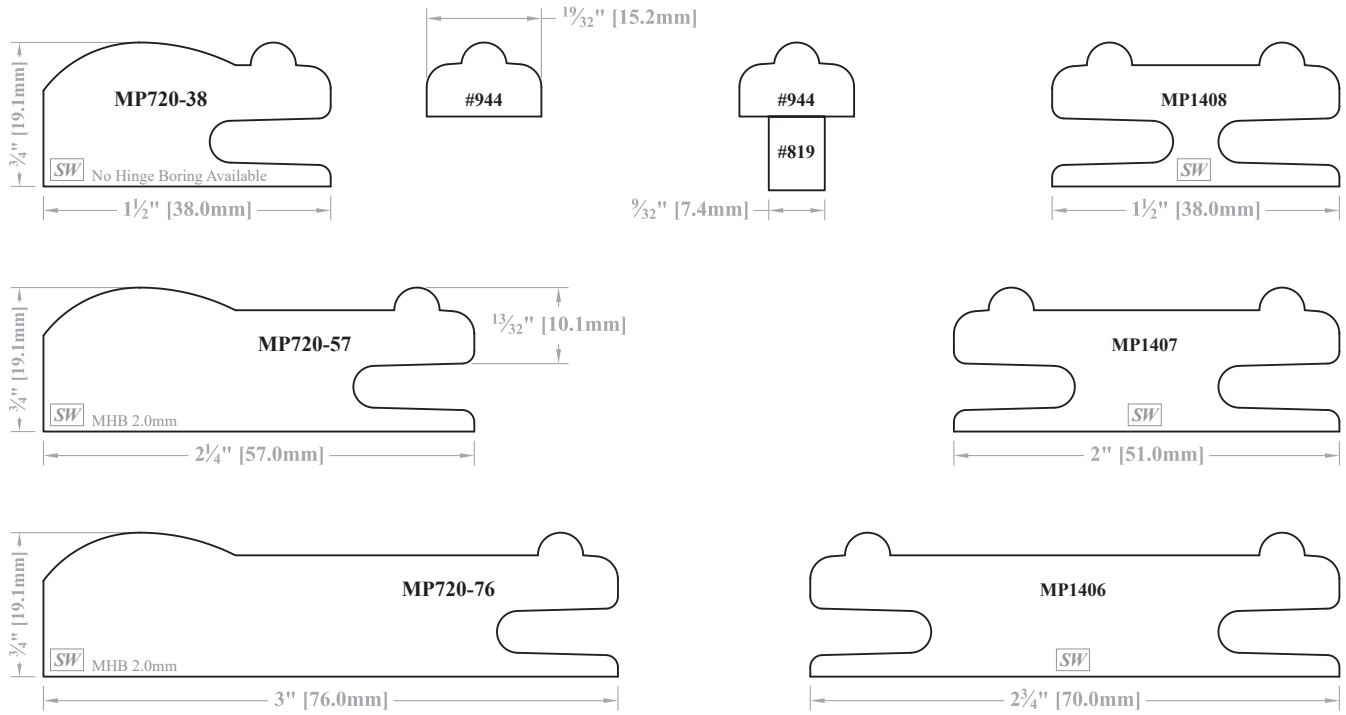 19⁄32" [15.2mm]
3⁄4" [19.1mm]
MP720-38
#944
#944
MP1408
#819
SW No Hinge Boring Available
SW
1½" [38.0mm]
9⁄32" [7.4mm]
1½" [38.0mm]
3⁄4" [19.1mm]
13⁄32" [10.1mm]
MP720-57
MP1407
SW MHB 2.0mm
SW
2¼" [57.0mm]
2" [51.0mm]
3⁄4" [19.1mm]
MP720-76
MP1406
SW MHB 2.0mm
SW
3" [76.0mm]
2¾" [70.0mm]